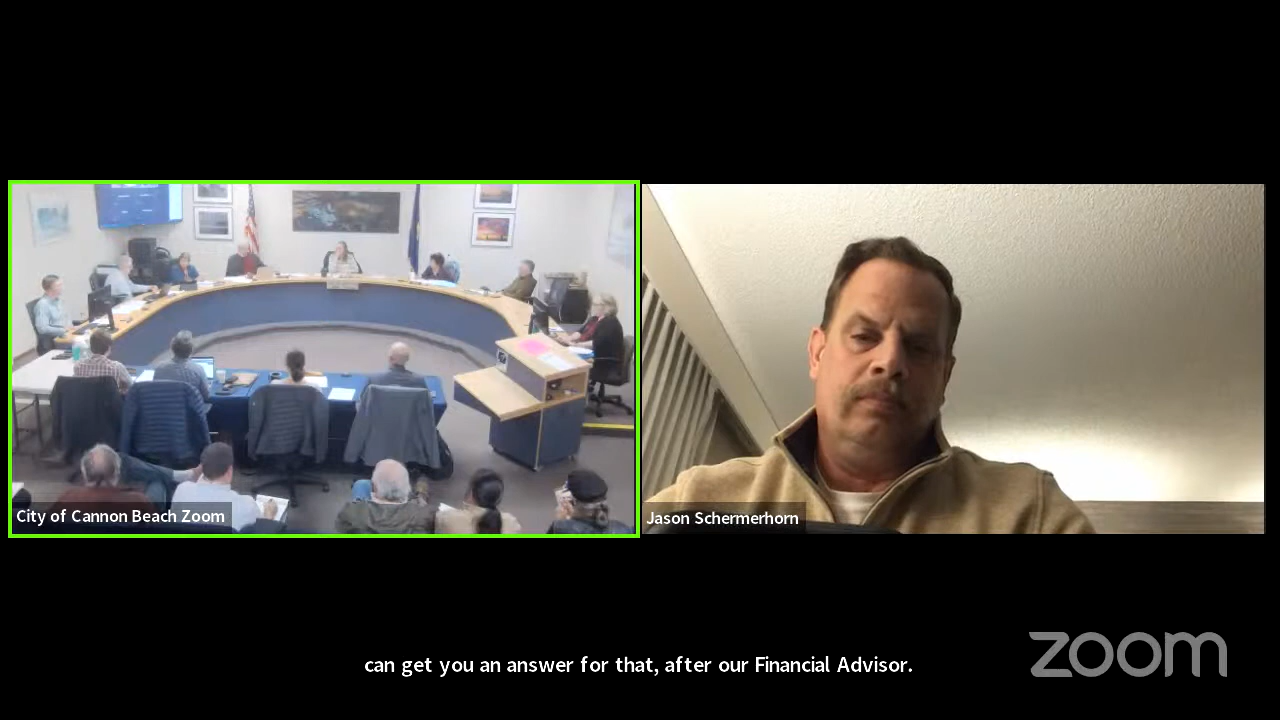 City of Cannon Beach Zoom
Jason Schermerhorn
can get you an answer for that, after our Financial Advisor.
zoom